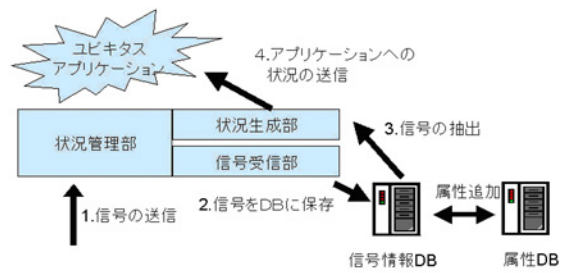 ユビキタス
アプリケーション
4.アプリケーションへの
状況の送信
状況管理部
状況生成部
信号受信部
3.信号の抽出
1.信号の送信
2.信号をDBに保存
属性追加
信号情報DB
属性DB